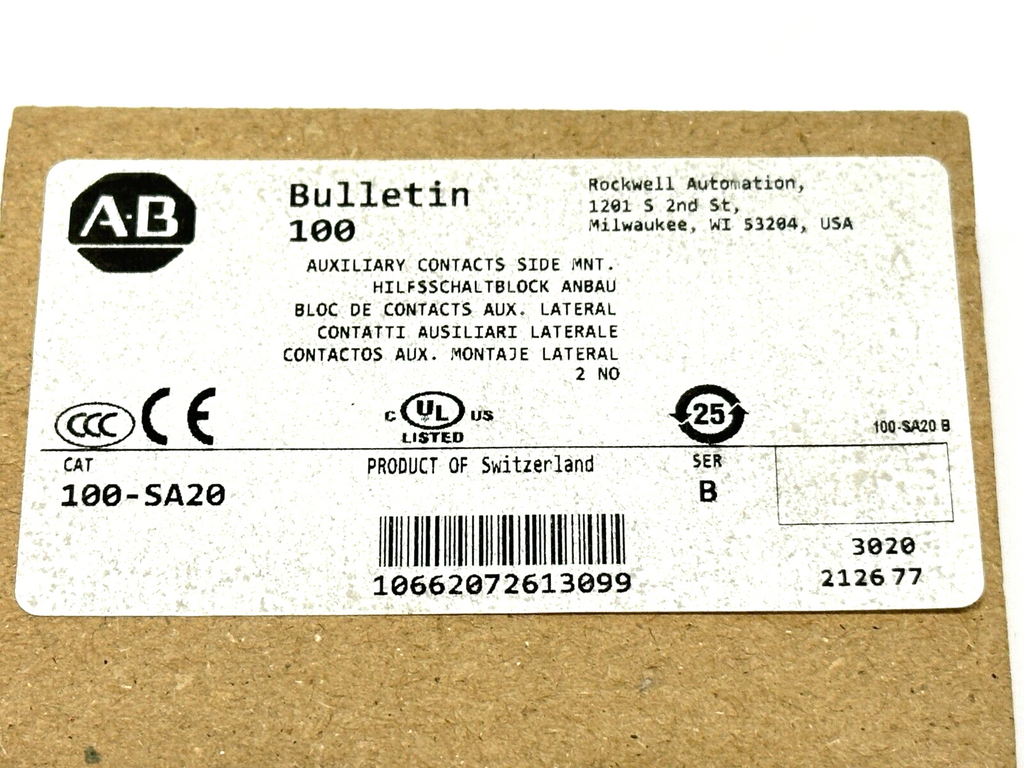 A·B
Bulletin
100
Rockwell Automation,
1201 S 2nd St,
Milwaukee, WI 53204, USA
AUXILIARY CONTACTS SIDE MNT.
HILFSSCHALTBLOCK ANBAU
BLOC DE CONTACTS AUX. LATERAL
CONTATTI AUSILIARI LATERALE
CONTACTOS AUX. MONTAJE LATERAL
2 NO
CCC CE
C UL US
LISTED
25
100-SA20 B
CAT
100-SA20
PRODUCT OF Switzerland
SER
B
10662072613099
3020
212677